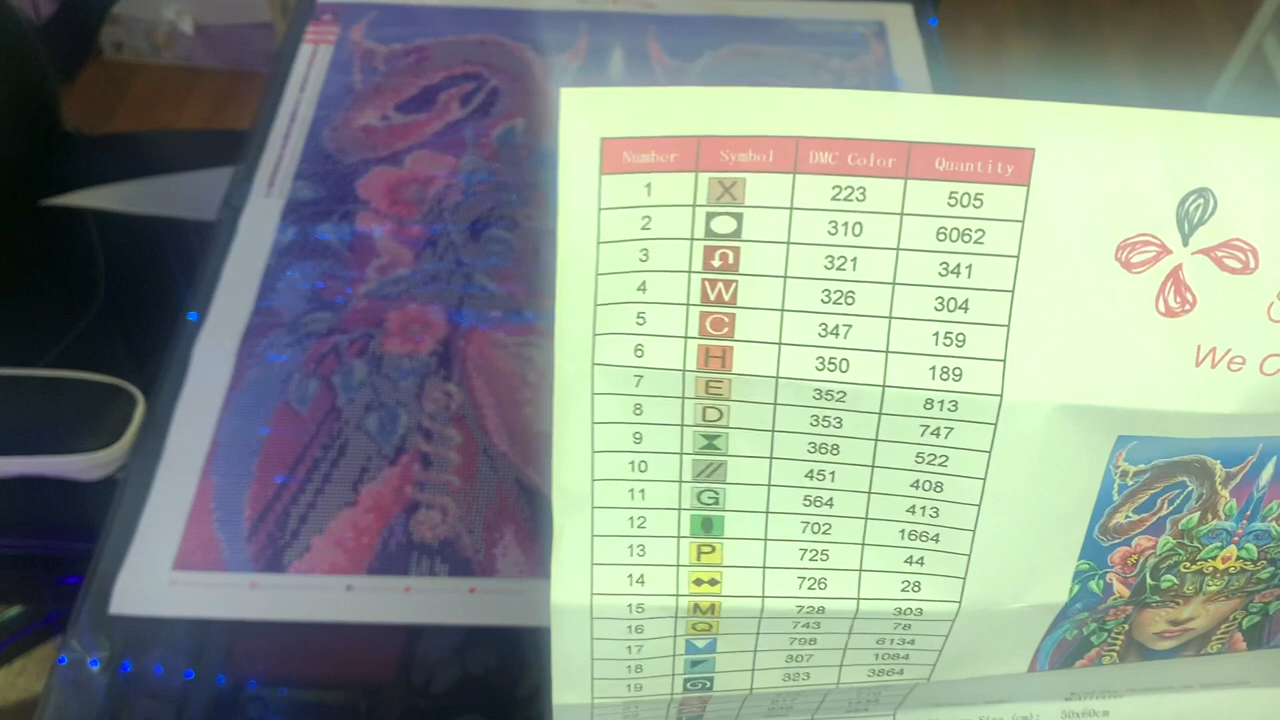 Number Symbol DMC Color Quantity
1 X 223 505
2 310 6062
3 321 341
4 W 326 304
5 C 347 159
6 H 350 189
7 E 352 813
8 D 353 747
9 368 522
10 // 451 408
11 G 564 413
12 702 1664
13 P 725 44
14 726 28
15 M 728 303
16 Q 743 78
17 798 6134
18 807 1084
19 823 3864
We C
Size (cm): 50x60cm